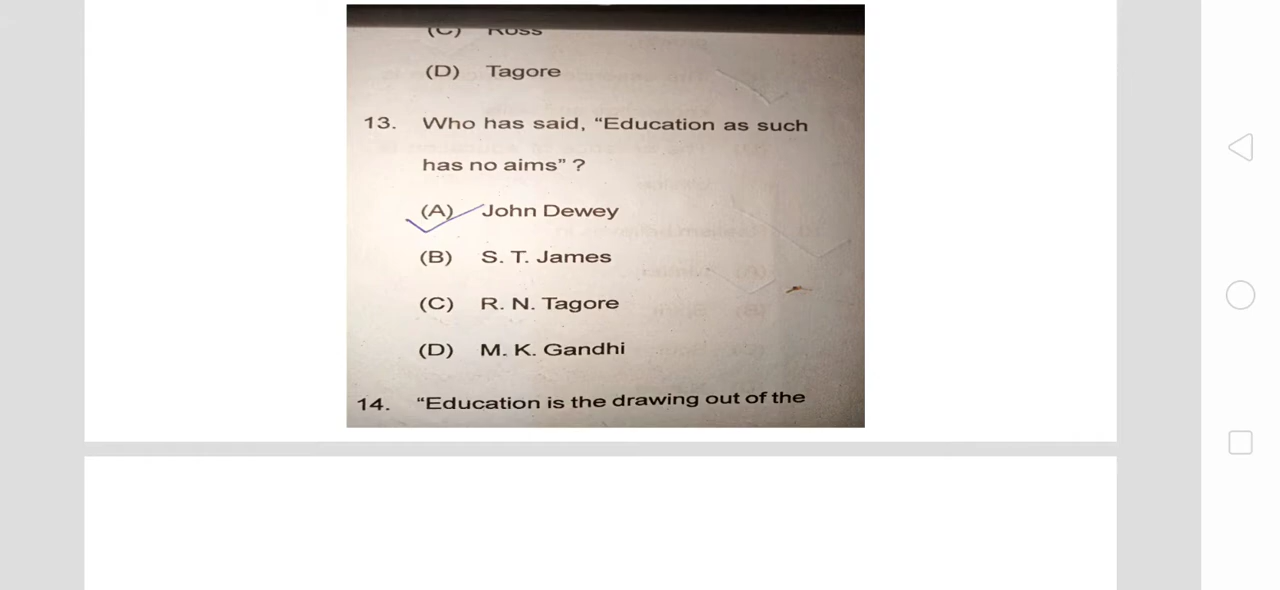 (C) Ross
(D) Tagore
13. Who has said, “Education as such
has no aims” ?
(A) John Dewey
(B) S. T. James
(C) R. N. Tagore
(D) M. K. Gandhi
14. “Education is the drawing out of the